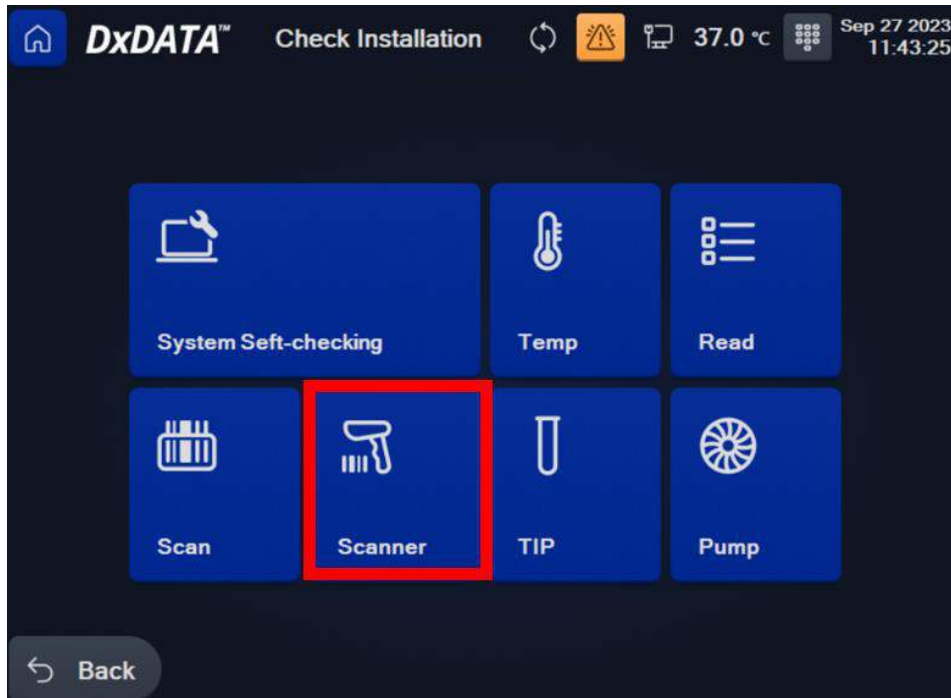 DxDATA™ Check Installation 37.0 ℃ Sep 27 2023
11:43:25
System Seft-checking
Temp
Read
Scan
Scanner
TIP
Pump
Back